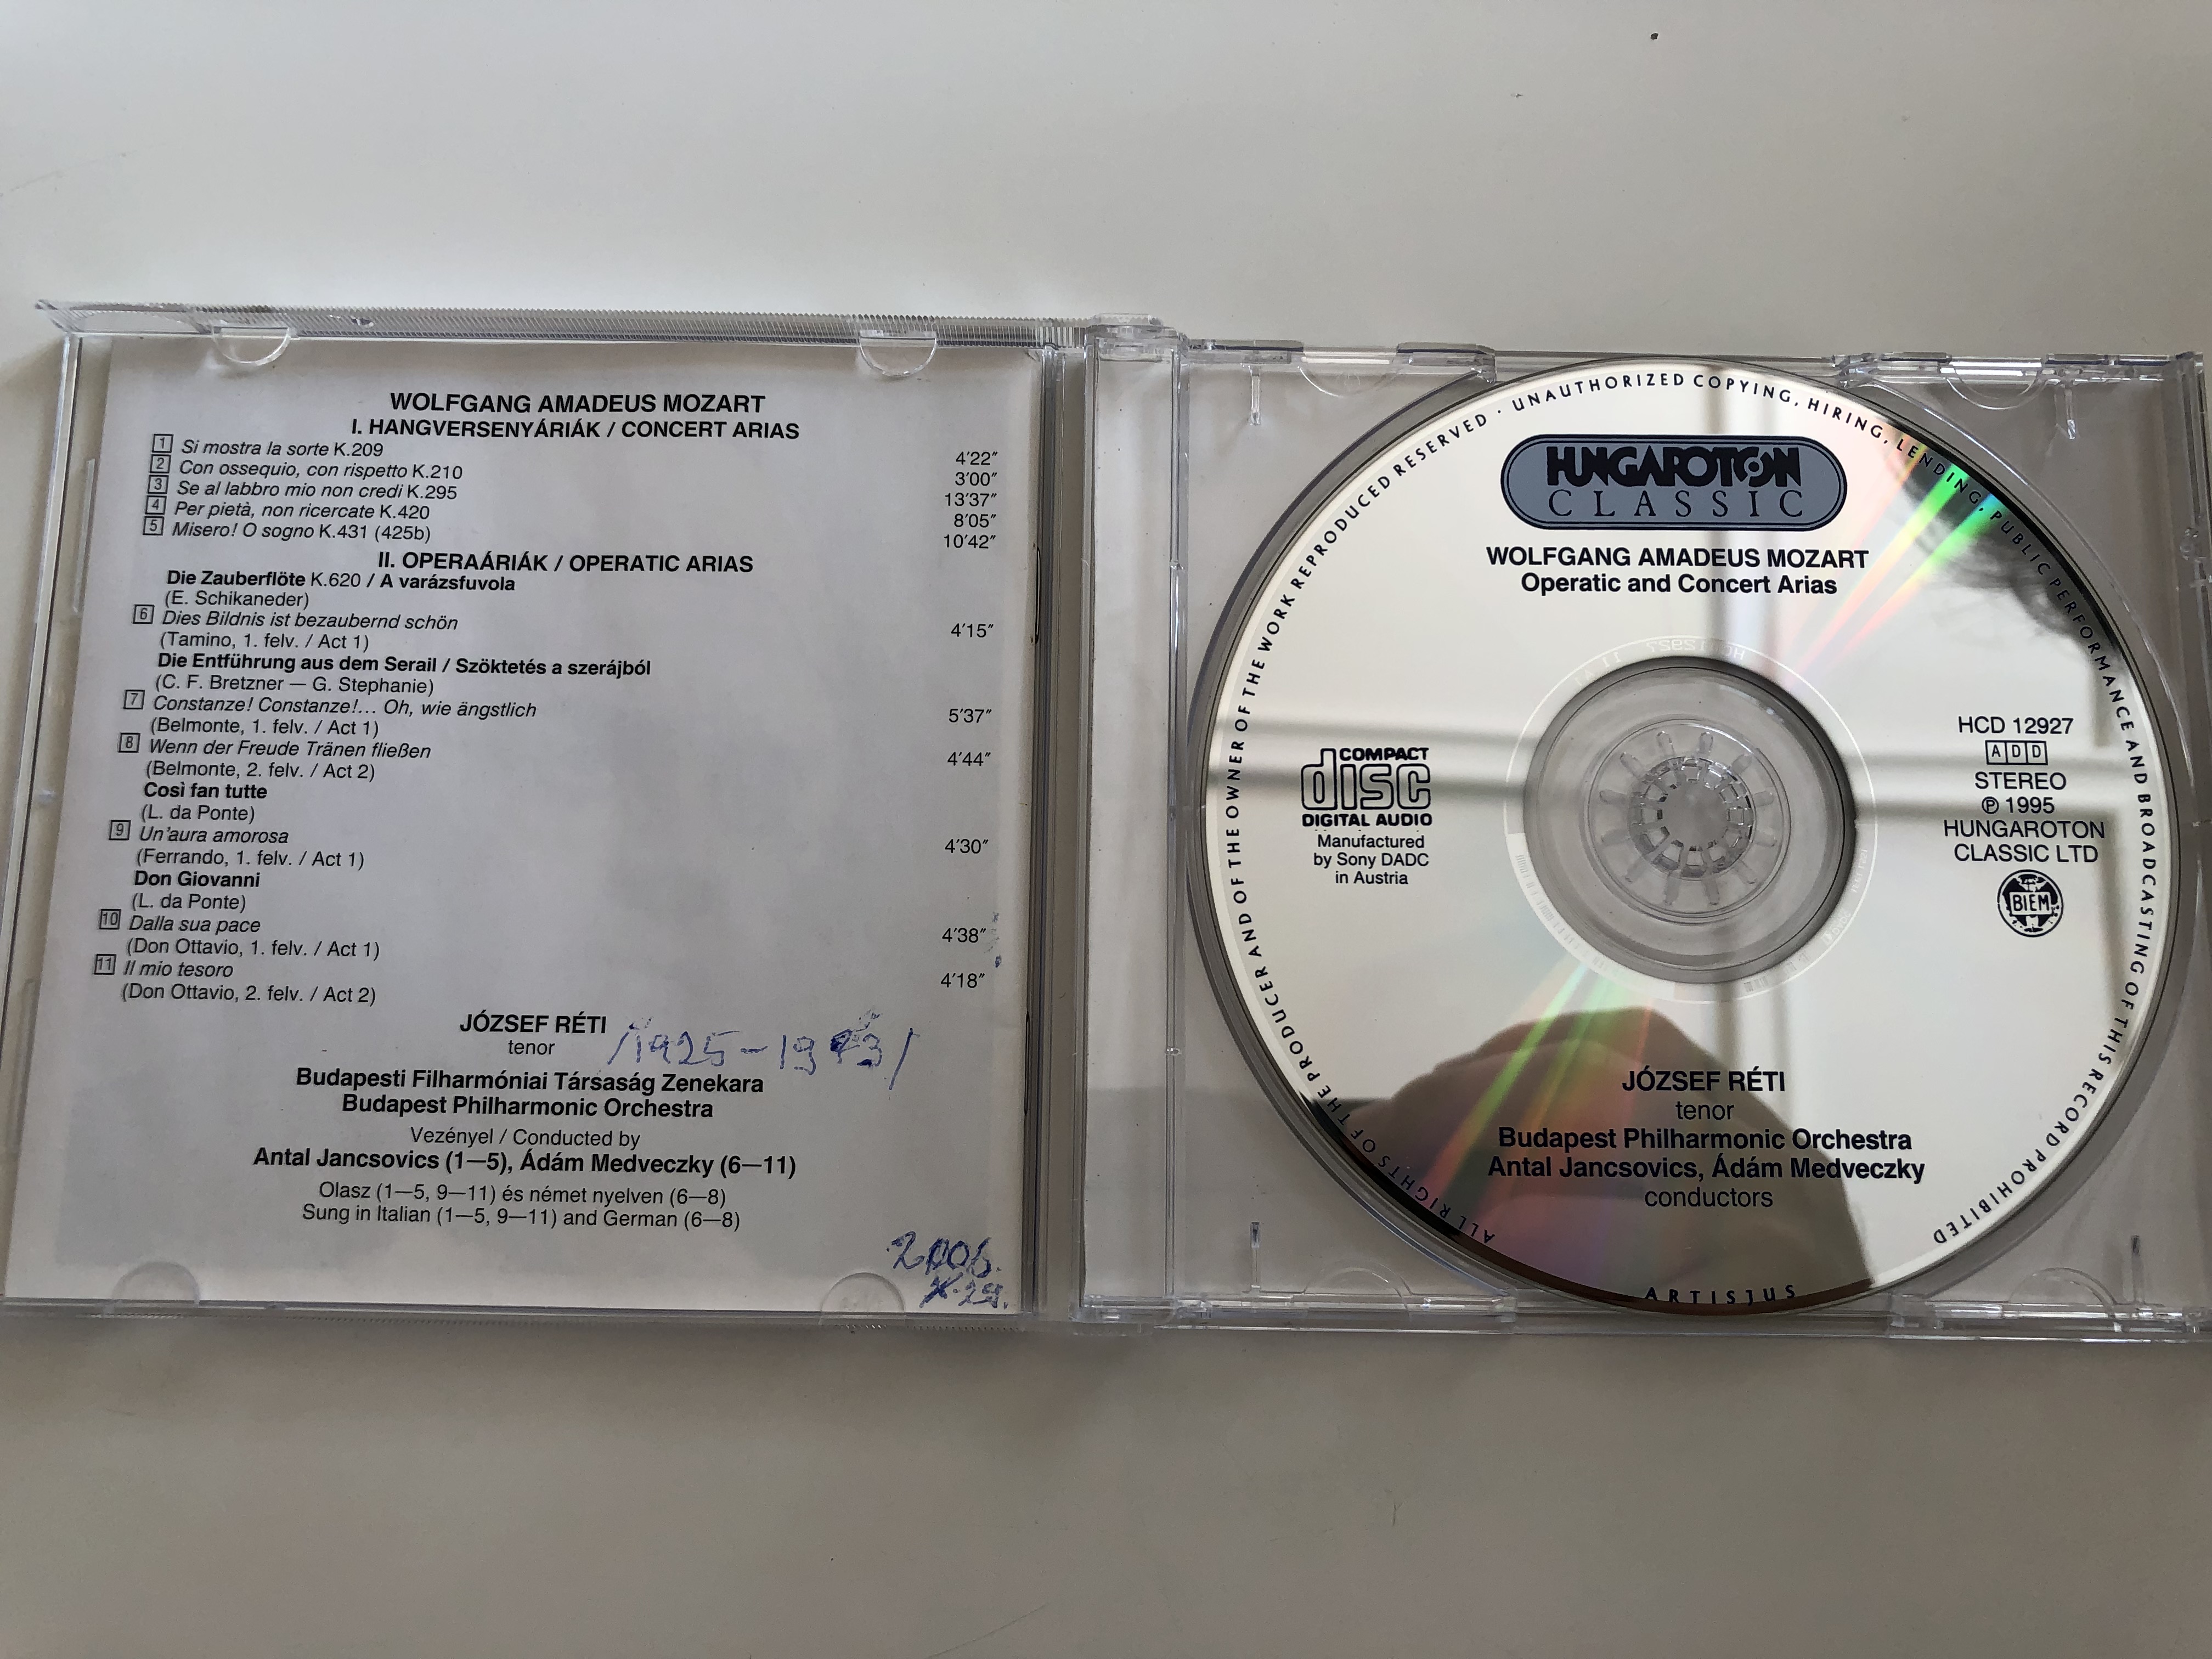 WOLFGANG AMADEUS MOZART
I. HANGVERSENYÁRIÁK / CONCERT ARIAS
1 Si mostra la sorte K.209 4′22″
2 Con ossequio, con rispetto K.210 3′00″
3 Se al labbro mio non credi K.295 13′37″
4 Per pietà, non ricercate K.420 8′05″
5 Misero! O sogno K.431 (425b) 10′42″
II. OPERAÁRIÁK / OPERATIC ARIAS
Die Zauberflöte K.620 / A varázsfuvola
(E. Schikaneder)
6 Dies Bildnis ist bezaubernd schön 4′15″
(Tamino, 1. felv. / Act 1)
Die Entführung aus dem Serail / Szöktetés a szerájból
(C. F. Bretzner — G. Stephanie)
7 Constanze! Constanze!... Oh, wie ängstlich 5′37″
(Belmonte, 1. felv. / Act 1)
8 Wenn der Freude Tränen fließen 4′44″
(Belmonte, 2. felv. / Act 2)
Così fan tutte
(L. da Ponte)
9 Un'aura amorosa 4′30″
(Ferrando, 1. felv. / Act 1)
Don Giovanni
(L. da Ponte)
10 Dalla sua pace 4′38″
(Don Ottavio, 1. felv. / Act 1)
11 Il mio tesoro 4′18″
(Don Ottavio, 2. felv. / Act 2)
JÓZSEF RÉTI
tenor /1925-1973/
Budapesti Filharmóniai Társaság Zenekara
Budapest Philharmonic Orchestra
Vezényel / Conducted by
Antal Jancsovics (1—5), Ádám Medveczky (6—11)
Olasz (1—5, 9—11) és német nyelven (6—8)
Sung in Italian (1—5, 9—11) and German (6—8)
2006.
X.29.
ALL RIGHTS OF THE PRODUCER AND OF THE OWNER OF THE WORK REPRODUCED RESERVED · UNAUTHORIZED COPYING, HIRING, LENDING, PUBLIC PERFORMANCE AND BROADCASTING OF THIS RECORD PROHIBITED
HUNGAROTON
CLASSIC
WOLFGANG AMADEUS MOZART
Operatic and Concert Arias
COMPACT
disc
DIGITAL AUDIO
Manufactured
by Sony DADC
in Austria
HCD 12927
ADD
STEREO
℗ 1995
HUNGAROTON
CLASSIC LTD
BIEM
JÓZSEF RÉTI
tenor
Budapest Philharmonic Orchestra
Antal Jancsovics, Ádám Medveczky
conductors
ARTISJUS